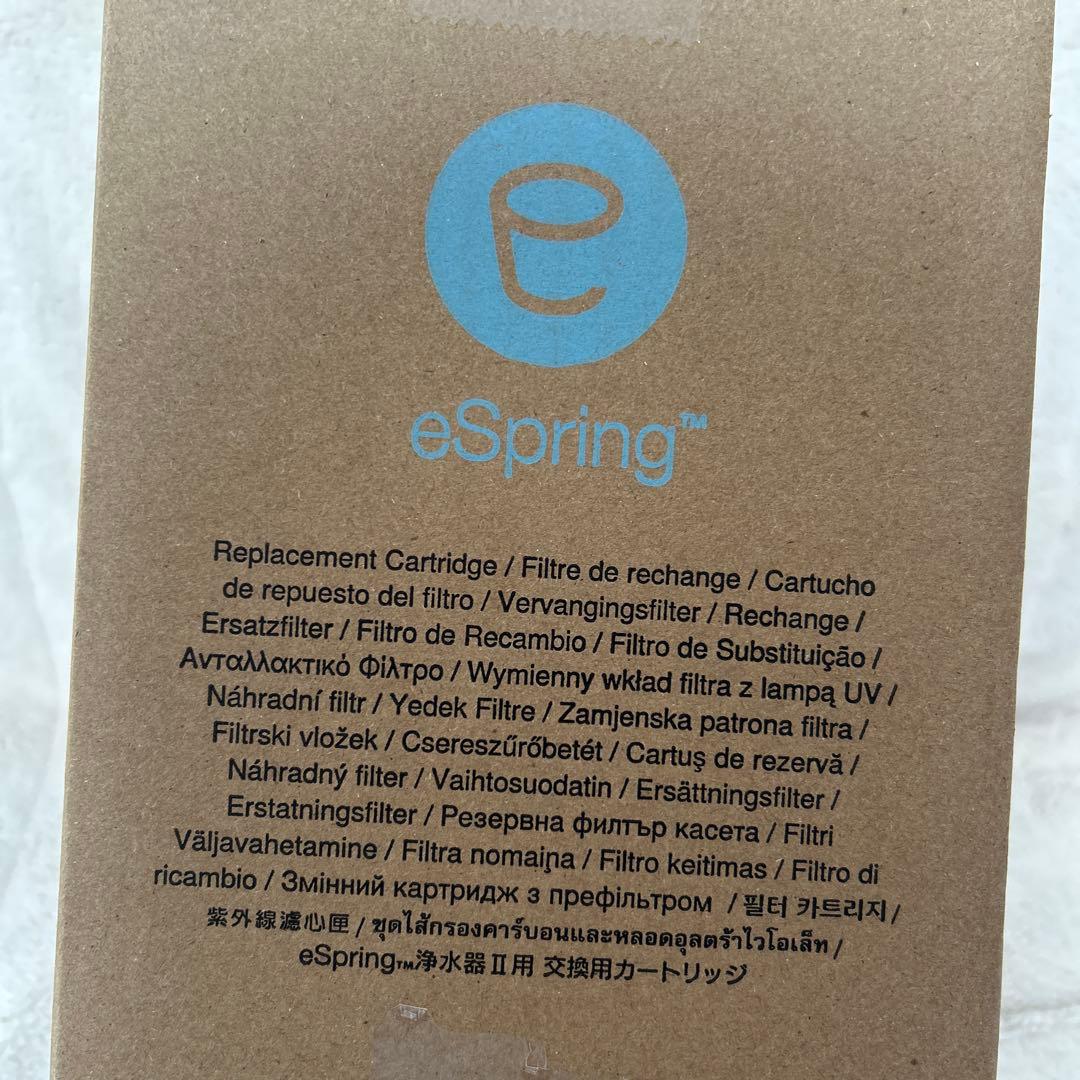 eSpring™
Replacement Cartridge / Filtre de rechange / Cartucho
de repuesto del filtro / Vervangingsfilter / Rechange /
Ersatzfilter / Filtro de Recambio / Filtro de Substituição /
Ανταλλακτικό Φίλτρο / Wymienny wkład filtra z lampą UV /
Náhradní filtr / Yedek Filtre / Zamjenska patrona filtra /
Filtrski vložek / Csereszűrőbetét / Cartuş de rezervă /
Náhradný filter / Vaihtosuodatin / Ersättningsfilter /
Erstatningsfilter / Резервна филтър касета / Filtri
Väljavahetamine / Filtra nomaiņa / Filtro keitimas / Filtro di
ricambio / Змінний картридж з префільтром / 필터 카트리지 /
紫外線濾心匣 / ชุดไส้กรองคาร์บอนและหลอดอุลตร้าไวโอเล็ท /
eSpring™浄水器Ⅱ用 交換用カートリッジ